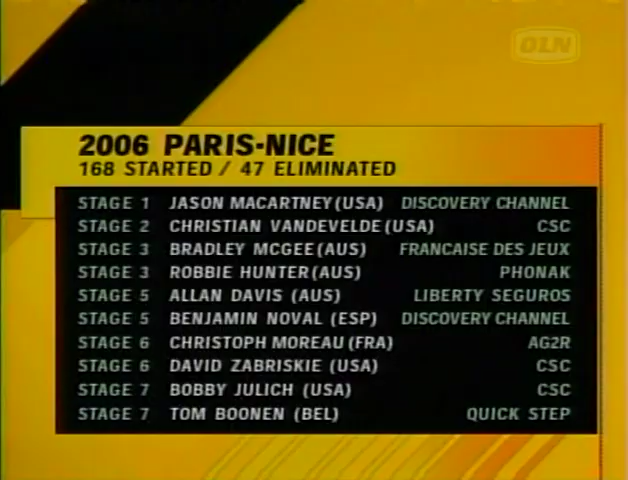 OLN
2006 PARIS-NICE
168 STARTED / 47 ELIMINATED
STAGE 1 JASON MACARTNEY (USA) DISCOVERY CHANNEL
STAGE 2 CHRISTIAN VANDEVELDE (USA) CSC
STAGE 3 BRADLEY MCGEE (AUS) FRANCAISE DES JEUX
STAGE 3 ROBBIE HUNTER (AUS) PHONAK
STAGE 5 ALLAN DAVIS (AUS) LIBERTY SEGUROS
STAGE 5 BENJAMIN NOVAL (ESP) DISCOVERY CHANNEL
STAGE 6 CHRISTOPH MOREAU (FRA) AG2R
STAGE 6 DAVID ZABRISKIE (USA) CSC
STAGE 7 BOBBY JULICH (USA) CSC
STAGE 7 TOM BOONEN (BEL) QUICK STEP